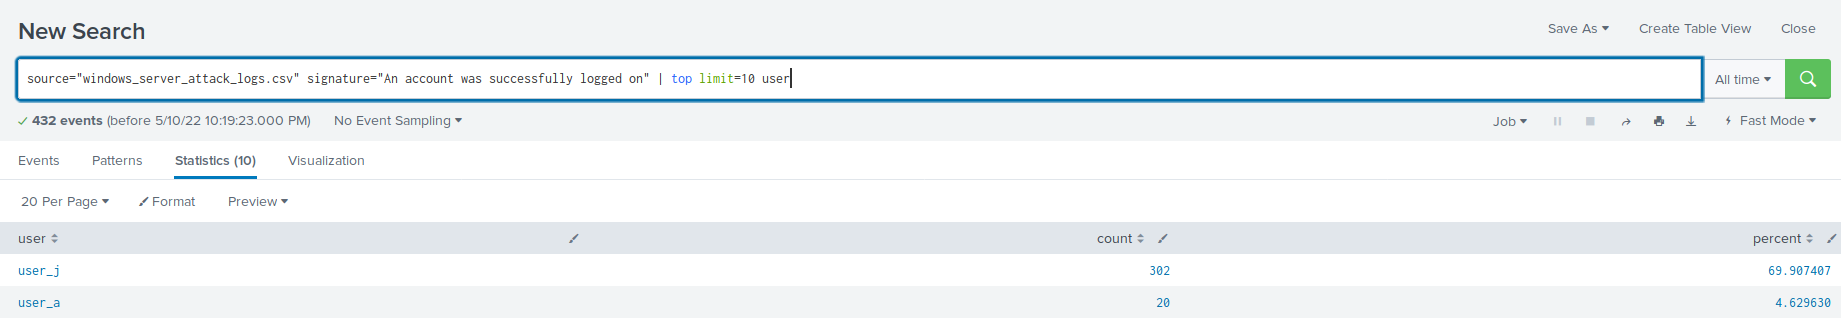 New Search
Save As Create Table View Close
source="windows_server_attack_logs.csv" signature="An account was successfully logged on" | top limit=10 user
All time
432 events (before 5/10/22 10:19:23.000 PM) No Event Sampling
Job Fast Mode
Events Patterns Statistics (10) Visualization
20 Per Page Format Preview
user count percent
user_j 302 69.907407
user_a 20 4.629630